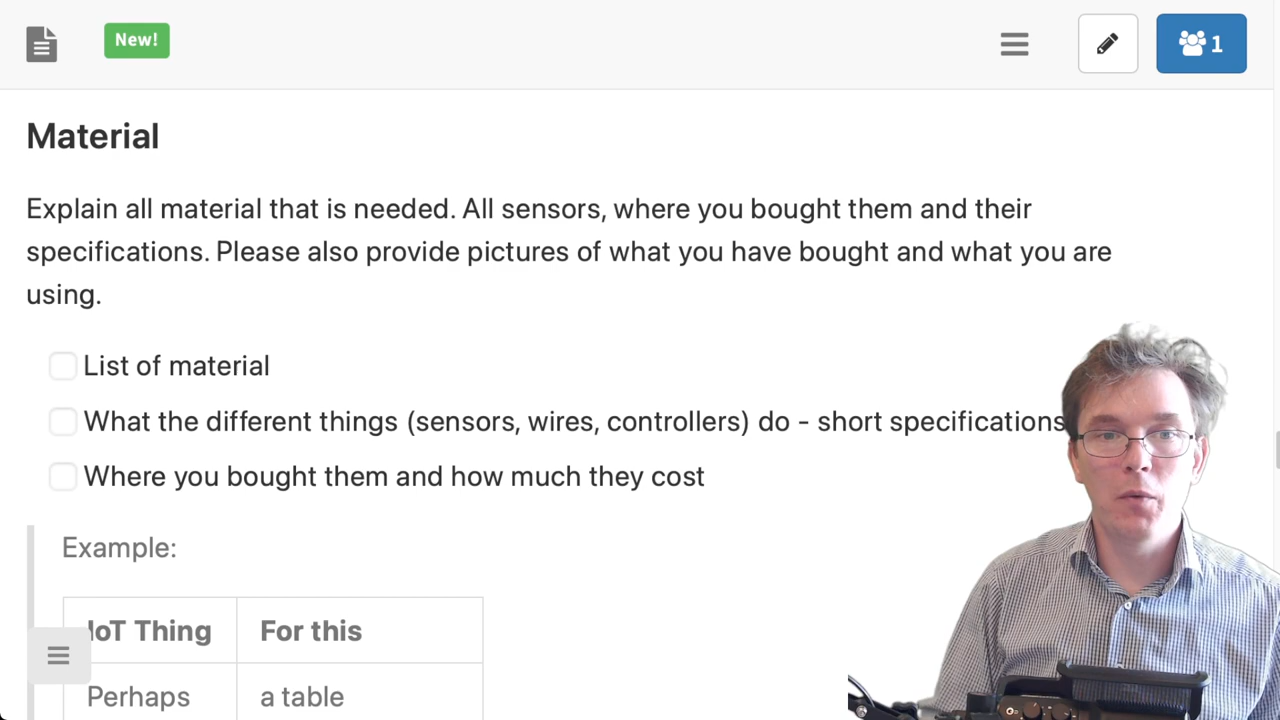 New!
1
Material
Explain all material that is needed. All sensors, where you bought them and their
specifications. Please also provide pictures of what you have bought and what you are
using.
List of material
What the different things (sensors, wires, controllers) do - short specifications
Where you bought them and how much they cost
Example:
IoT Thing For this
Perhaps a table